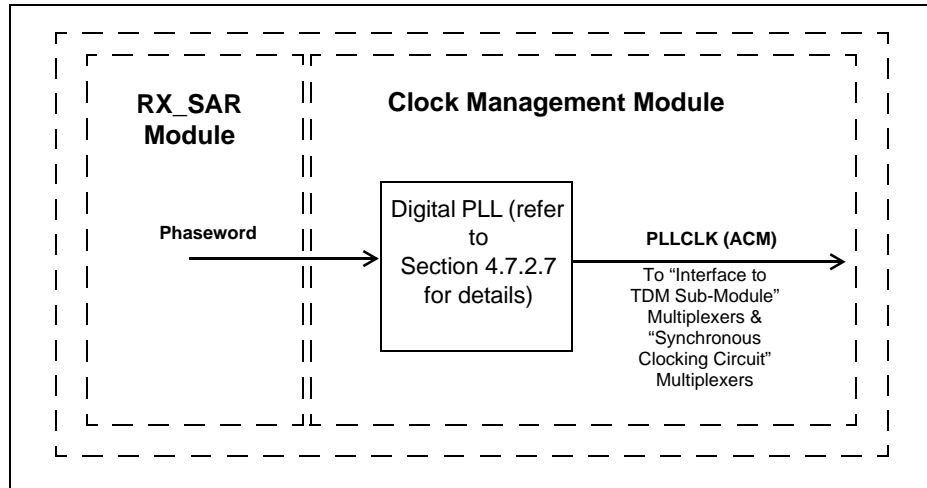 RX_SAR
Module
Clock Management Module
Phaseword
Digital PLL (refer
to
Section 4.7.2.7
for details)
PLLCLK (ACM)
To “Interface to
TDM Sub-Module”
Multiplexers &
“Synchronous
Clocking Circuit”
Multiplexers